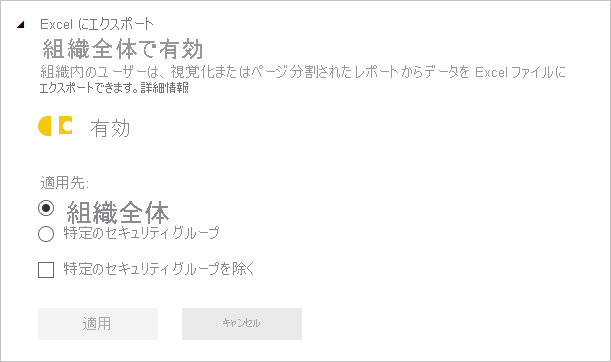 Excel にエクスポート
組織全体で有効
組織内のユーザーは、視覚化またはページ分割されたレポートからデータを Excel ファイルに
エクスポートできます。詳細情報
有効
適用先:
組織全体
特定のセキュリティグループ
特定のセキュリティグループを除く
適用
キャンセル